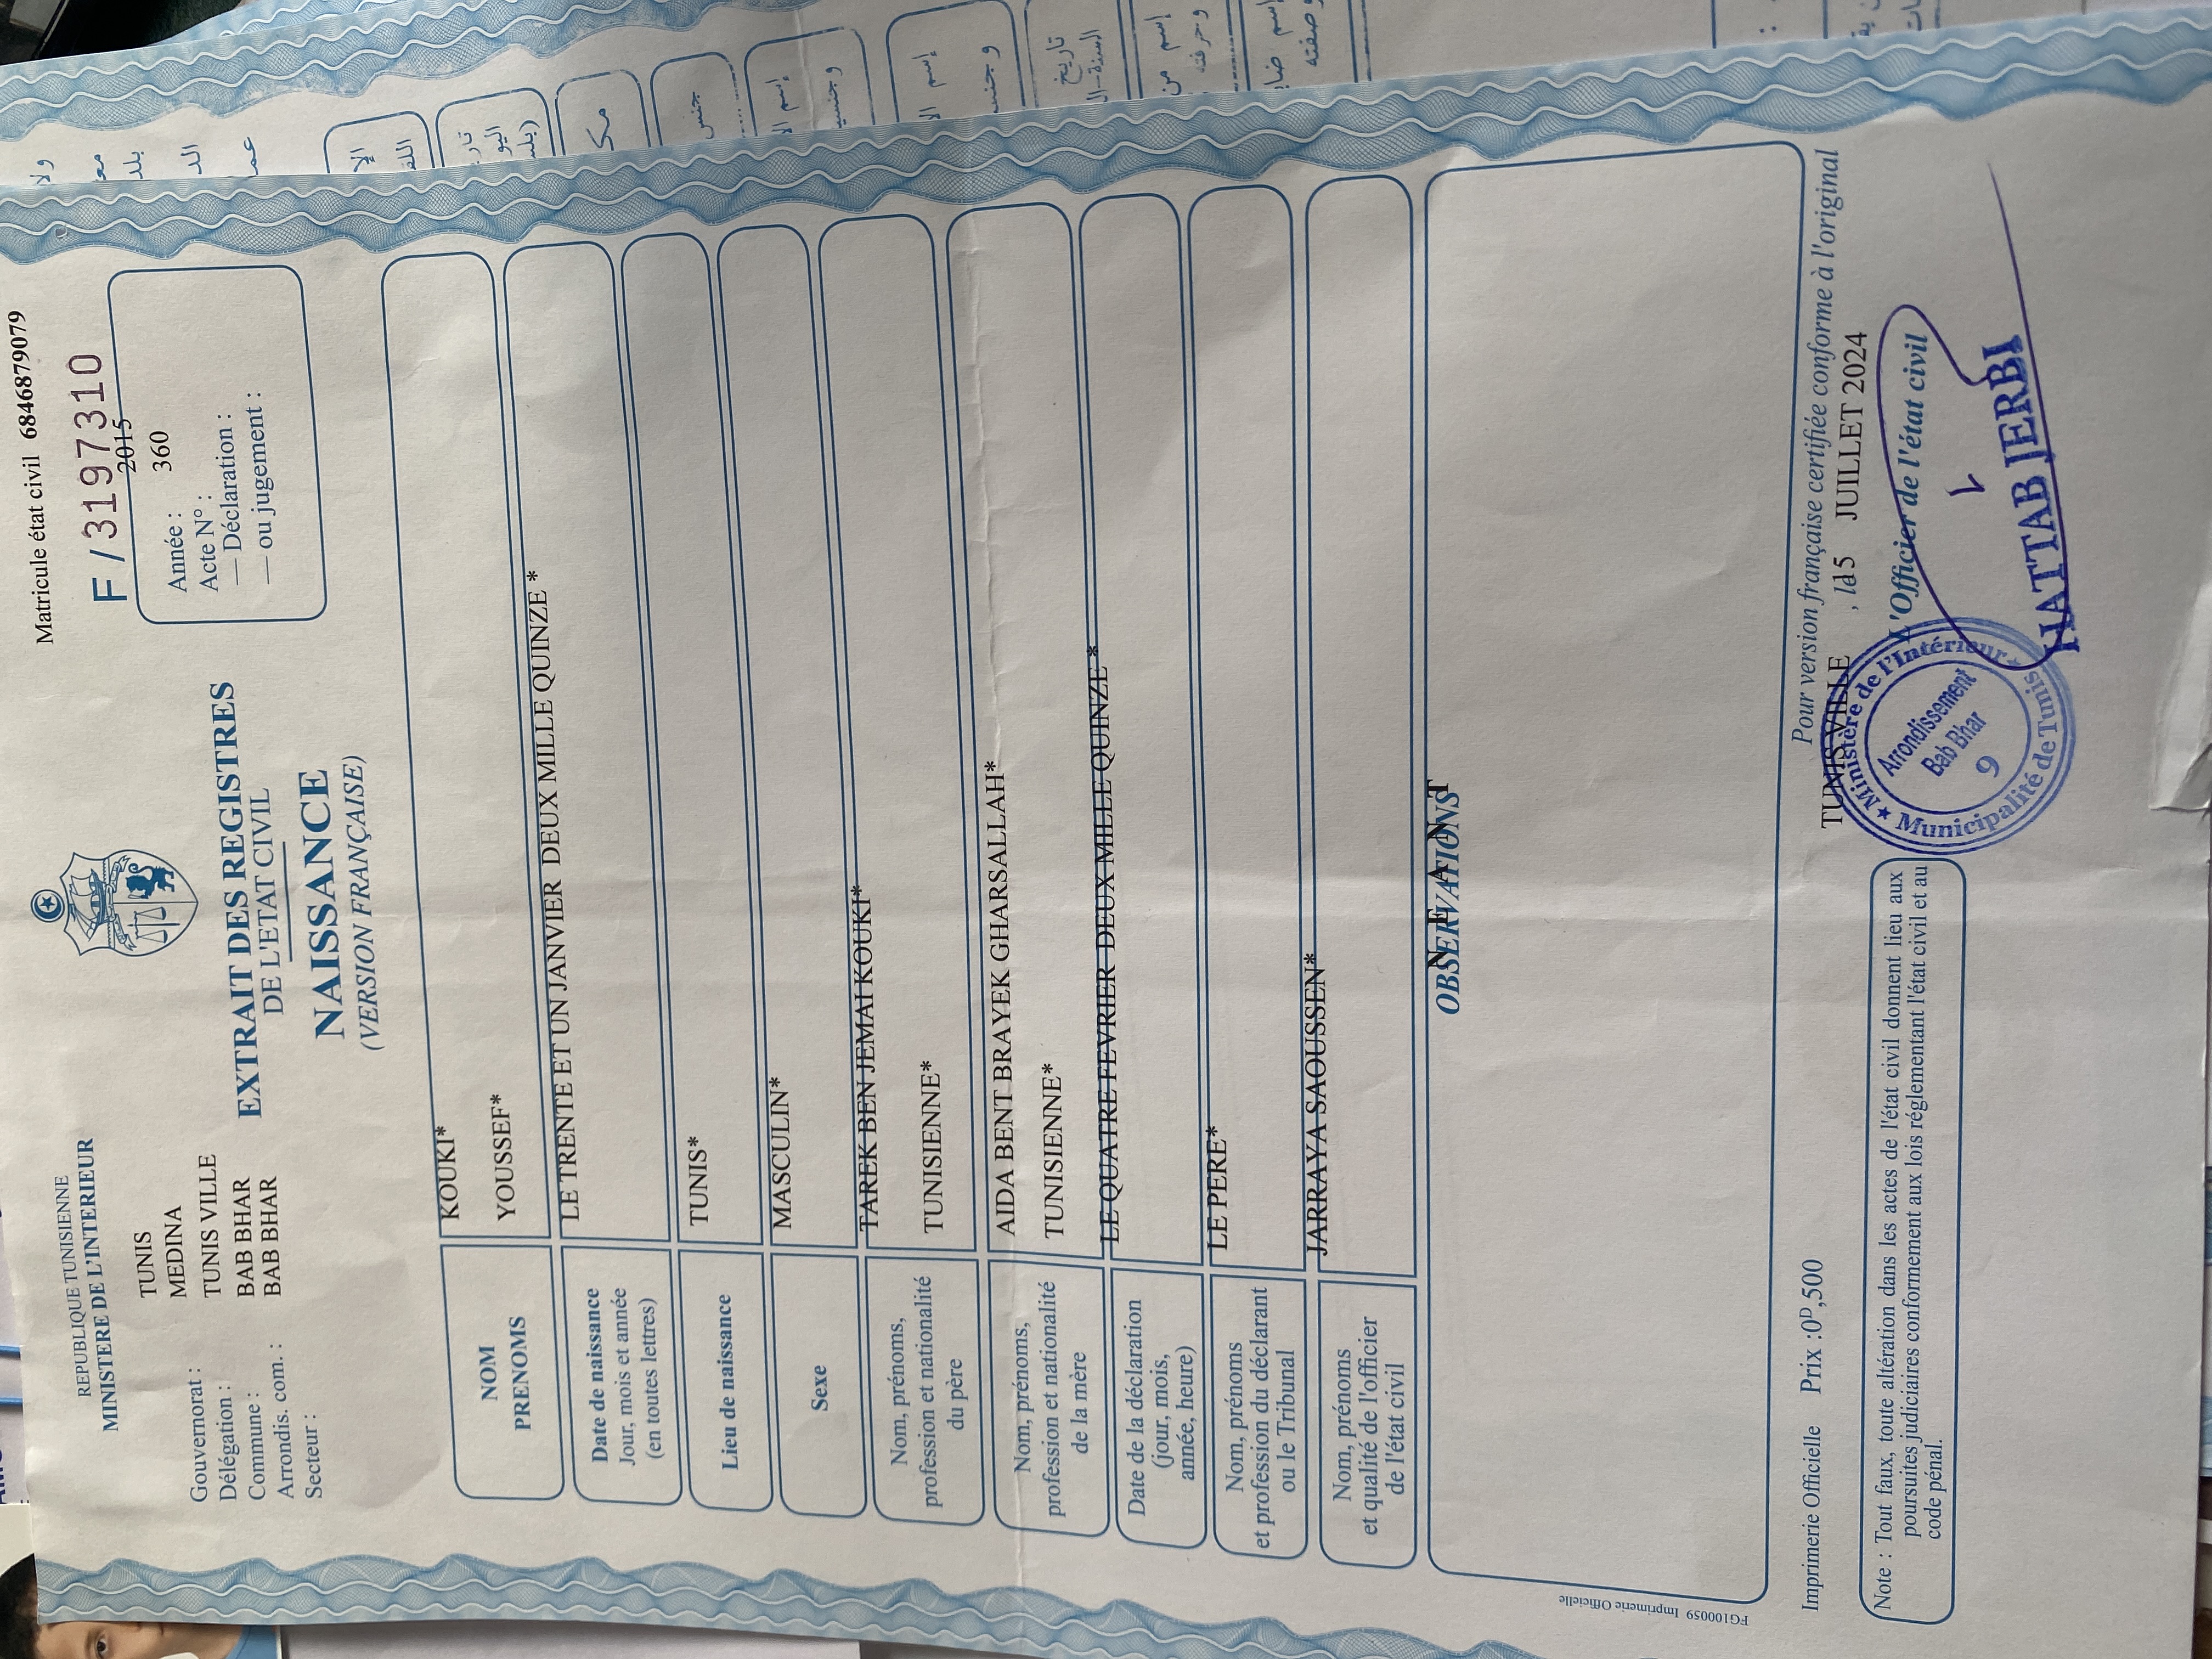 Matricule état civil 6846879079
F / 3197310
REPUBLIQUE TUNISIENNE
MINISTERE DE L'INTERIEUR
Gouvernorat : TUNIS
Délégation : MEDINA
Commune : TUNIS VILLE
Arrondis. com. : BAB BHAR
Secteur : BAB BHAR
Année : 2015
Acte N° : 360
— Déclaration :
— ou jugement :
EXTRAIT DES REGISTRES
DE L'ETAT CIVIL
NAISSANCE
(VERSION FRANÇAISE)
NOM KOUKI*
PRENOMS YOUSSEF*
Date de naissance LE TRENTE ET UN JANVIER DEUX MILLE QUINZE *
Jour, mois et année
(en toutes lettres)
Lieu de naissance TUNIS*
Sexe MASCULIN*
Nom, prénoms, TAREK BEN JEMAI KOUKI*
profession et nationalité TUNISIENNE*
du père
Nom, prénoms, AIDA BENT BRAYEK GHARSALLAH*
profession et nationalité TUNISIENNE*
de la mère
Date de la déclaration LE QUATRE FEVRIER DEUX MILLE QUINZE *
(jour, mois,
année, heure)
Nom, prénoms LE PERE*
et profession du déclarant
ou le Tribunal
Nom, prénoms JARRAYA SAOUSSEN*
et qualité de l'officier
de l'état civil
OBSERVATIONS
N E A N T
Pour version française certifiée conforme à l'original
TUNIS VILLE , le 15 JUILLET 2024
L'Officier de l'état civil
HATTAB JERBI
Ministère de l'Intérieur
Arrondissement
Bab Bhar
9
Municipalité de Tunis
Imprimerie Officielle Prix :0ᴰ,500
Note : Tout faux, toute altération dans les actes de l'état civil donnent lieu aux
poursuites judiciaires conformement aux lois réglementant l'état civil et au
code pénal.
FG100059 Imprimerie Officielle
عما
تاريخ
جنس